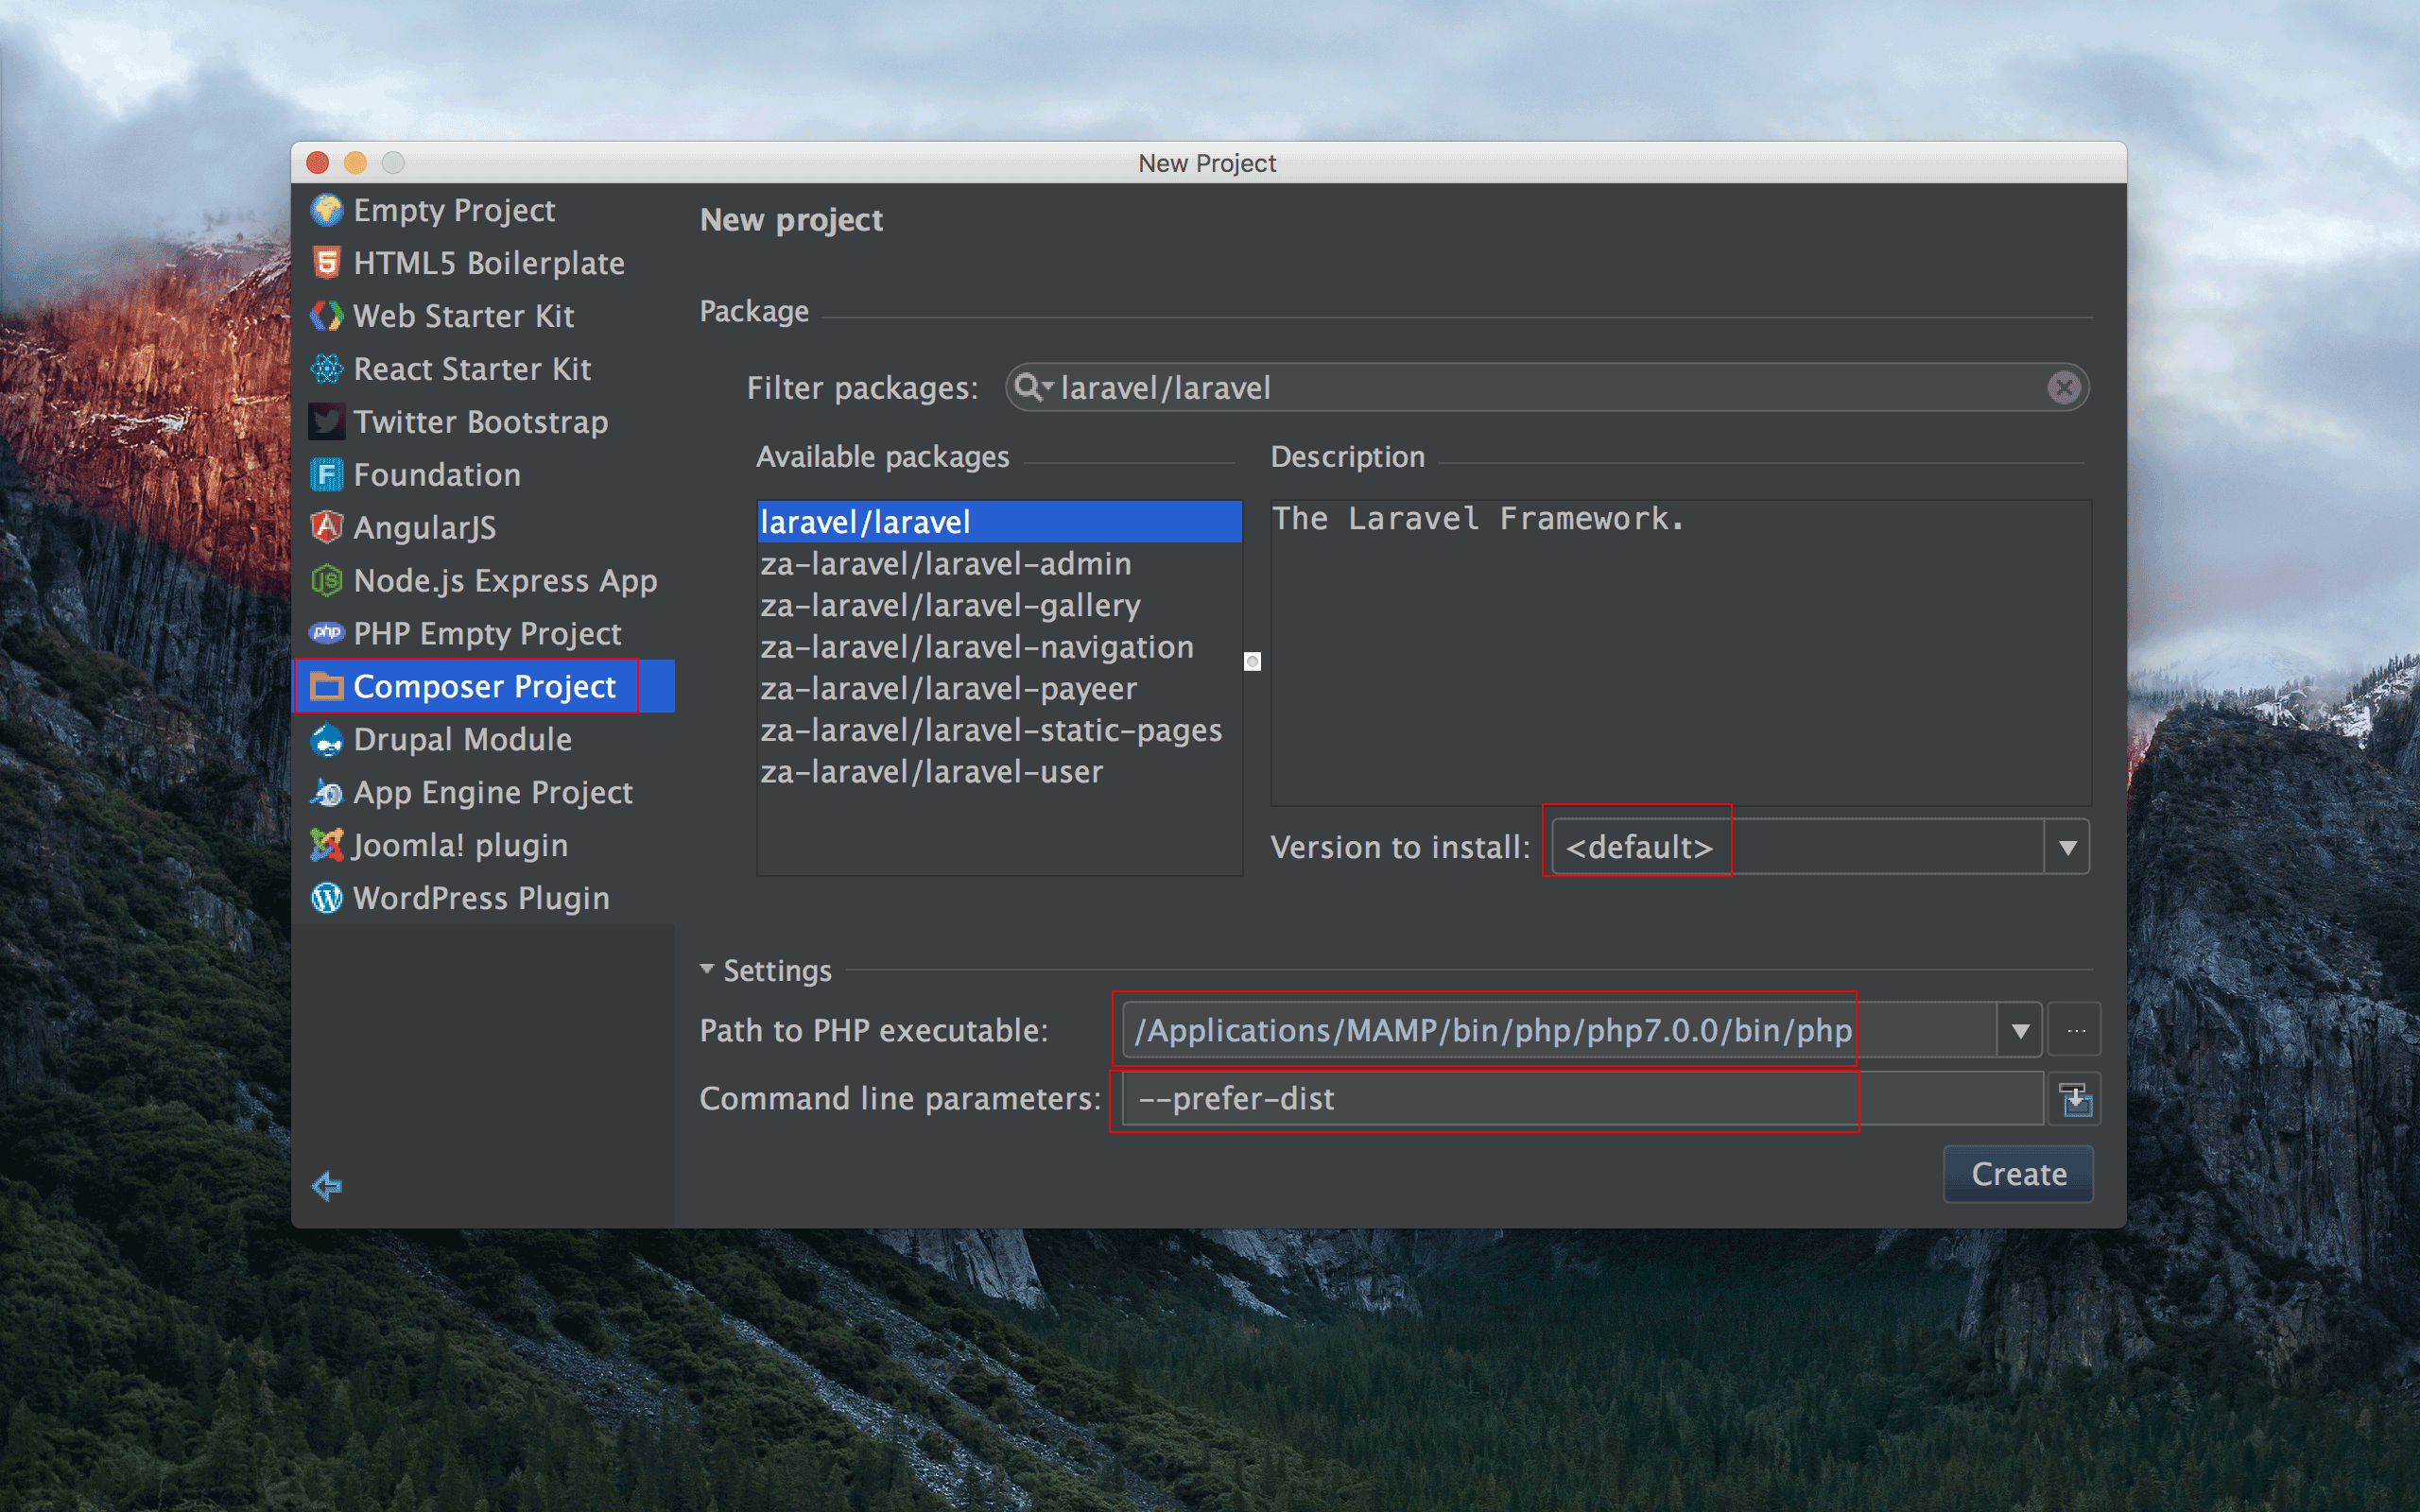 New Project
Empty Project
HTML5 Boilerplate
Web Starter Kit
React Starter Kit
Twitter Bootstrap
Foundation
AngularJS
Node.js Express App
PHP Empty Project
Composer Project
Drupal Module
App Engine Project
Joomla! plugin
WordPress Plugin
New project
Package
Filter packages: laravel/laravel
Available packages
laravel/laravel
za-laravel/laravel-admin
za-laravel/laravel-gallery
za-laravel/laravel-navigation
za-laravel/laravel-payeer
za-laravel/laravel-static-pages
za-laravel/laravel-user
Description
The Laravel Framework.
Version to install: <default>
Settings
Path to PHP executable: /Applications/MAMP/bin/php/php7.0.0/bin/php ...
Command line parameters: --prefer-dist
Create